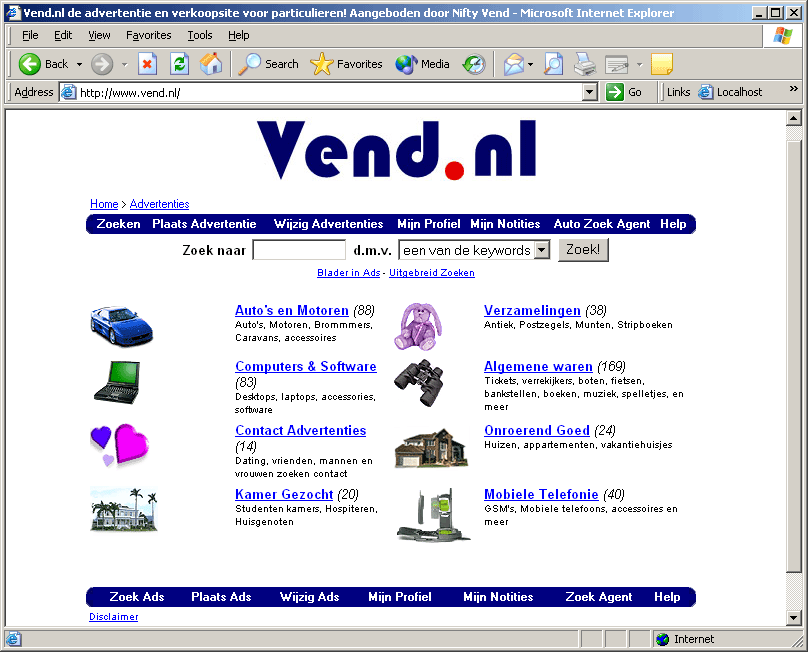 Vend.nl de advertentie en verkoopsite voor particulieren! Aangeboden door Nifty Vend - Microsoft Internet Explorer
File Edit View Favorites Tools Help
Back Search Favorites Media
Address http://www.vend.nl/ Go Links Localhost »
Vend.nl
Home > Advertenties
Zoeken Plaats Advertentie Wijzig Advertenties Mijn Profiel Mijn Notities Auto Zoek Agent Help
Zoek naar d.m.v. een van de keywords Zoek!
Blader in Ads - Uitgebreid Zoeken
Auto's en Motoren (88)
Auto's, Motoren, Brommmers,
Caravans, accessoires
Verzamelingen (38)
Antiek, Postzegels, Munten, Stripboeken
Computers & Software
(83)
Desktops, laptops, accessories,
software
Algemene waren (169)
Tickets, verrekijkers, boten, fietsen,
bankstellen, boeken, muziek, spelletjes, en
meer
Contact Advertenties
(14)
Dating, vrienden, mannen en
vrouwen zoeken contact
Onroerend Goed (24)
Huizen, appartementen, vakantiehuisjes
Kamer Gezocht (20)
Studenten kamers, Hospiteren,
Huisgenoten
Mobiele Telefonie (40)
GSM's, Mobiele telefoons, accessoires en
meer
Zoek Ads Plaats Ads Wijzig Ads Mijn Profiel Mijn Notities Zoek Agent Help
Disclaimer
Internet